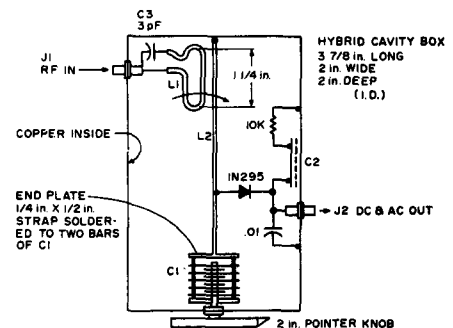 C3
3pF
J1
RF IN
L1
1 1/4 in.
HYBRID CAVITY BOX
3 7/8 in. LONG
2 in. WIDE
2 in. DEEP
(I.D.)
L2
10K
C2
COPPER INSIDE
1N295
END PLATE
1/4 in. X 1/2 in.
STRAP SOLDER-
ED TO TWO BARS
OF C1
J2 DC & AC OUT
.01
C1
2 in. POINTER KNOB